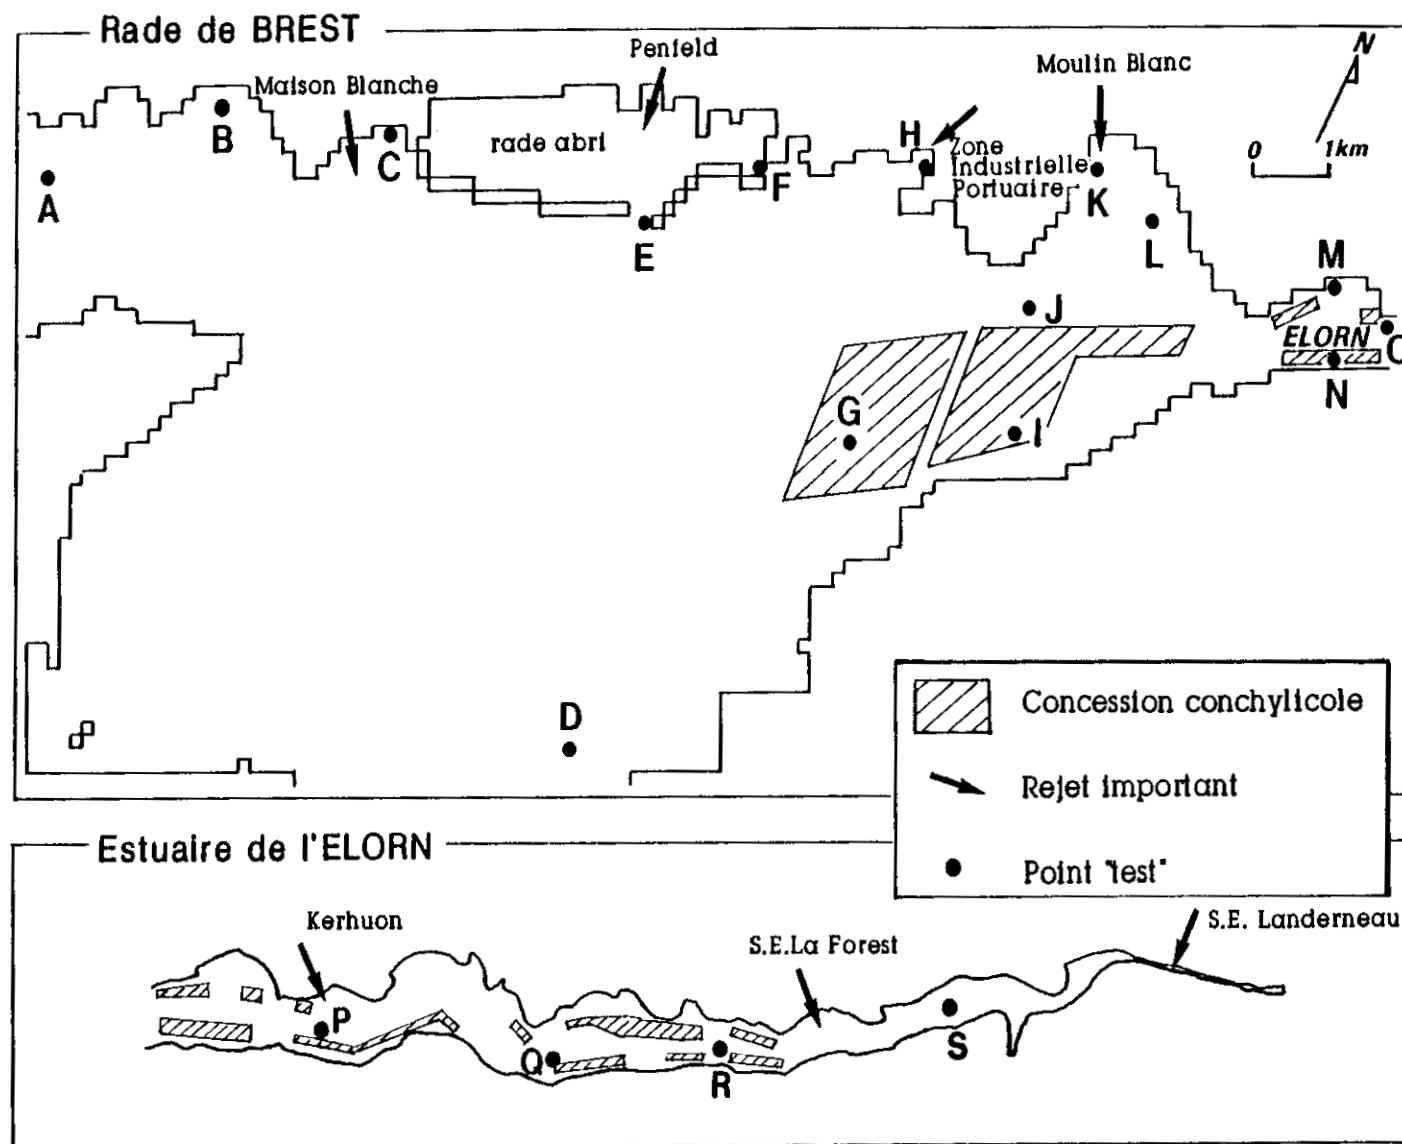 Rade de BREST
Penfeld
Maison Blanche
Moulin Blanc
N
0 1km
B
C
rade abri
F
H
Zone
Industrielle
Portuaire
K
A
E
L
M
J
ELORN
O
N
G
I
D
Concession conchylicole
Rejet important
Point "test"
Estuaire de l'ELORN
Kerhuon
S.E.La Forest
S.E. Landerneau
P
Q
R
S